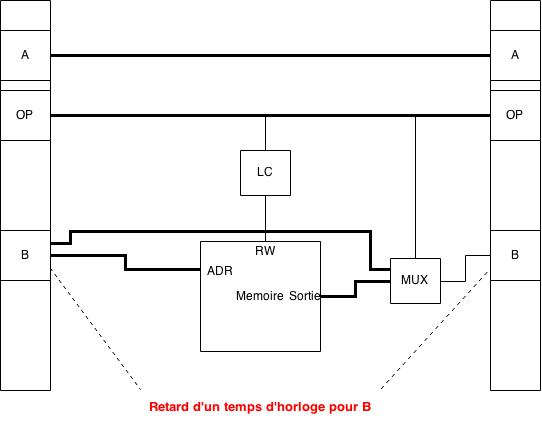 A
A
OP
OP
LC
B
RW
B
ADR
MUX
Memoire Sortie
Retard d'un temps d'horloge pour B